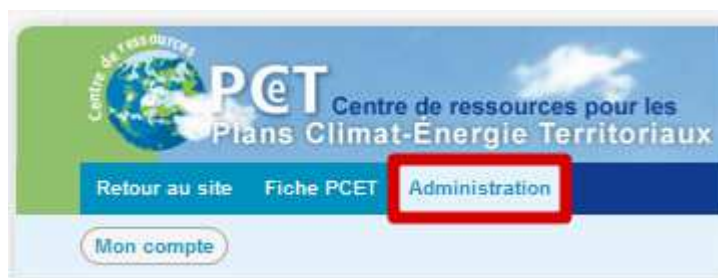 Centre de ressources
PCeT Centre de ressources pour les
Plans Climat-Énergie Territoriaux
Retour au site Fiche PCET Administration
Mon compte